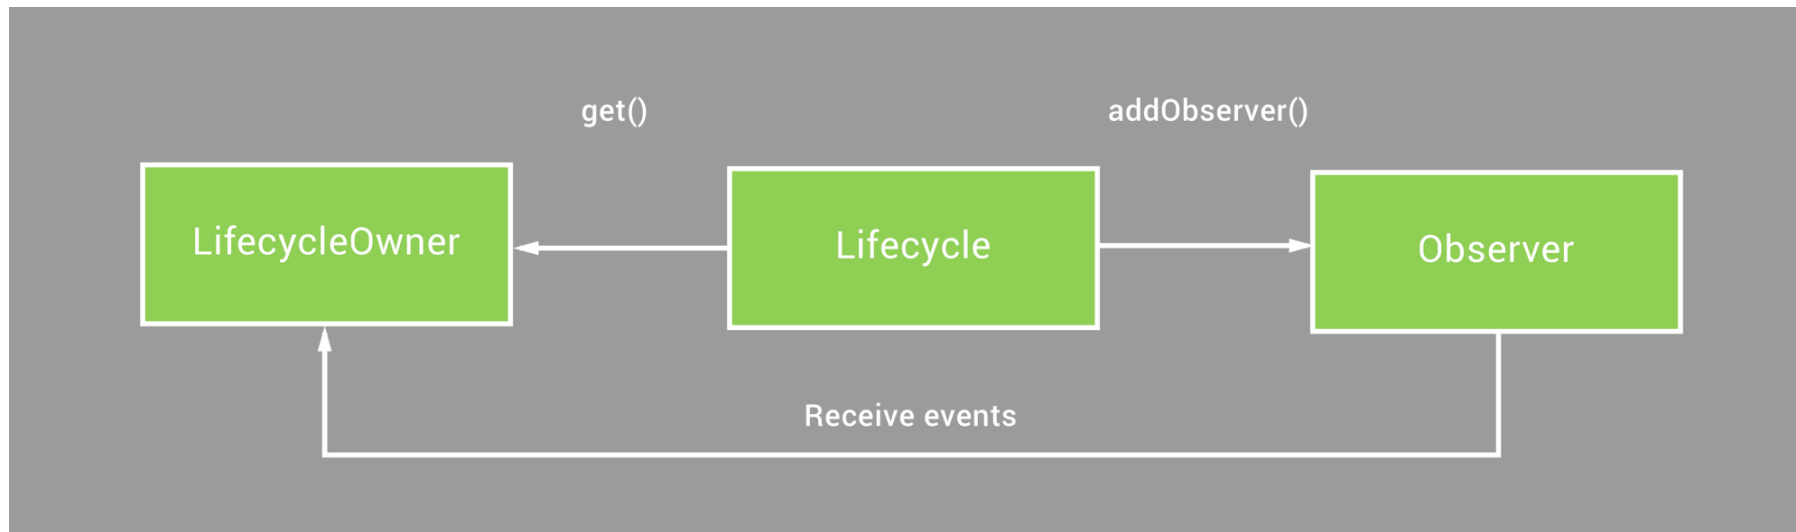 get()
addObserver()
LifecycleOwner
Lifecycle
Observer
Receive events